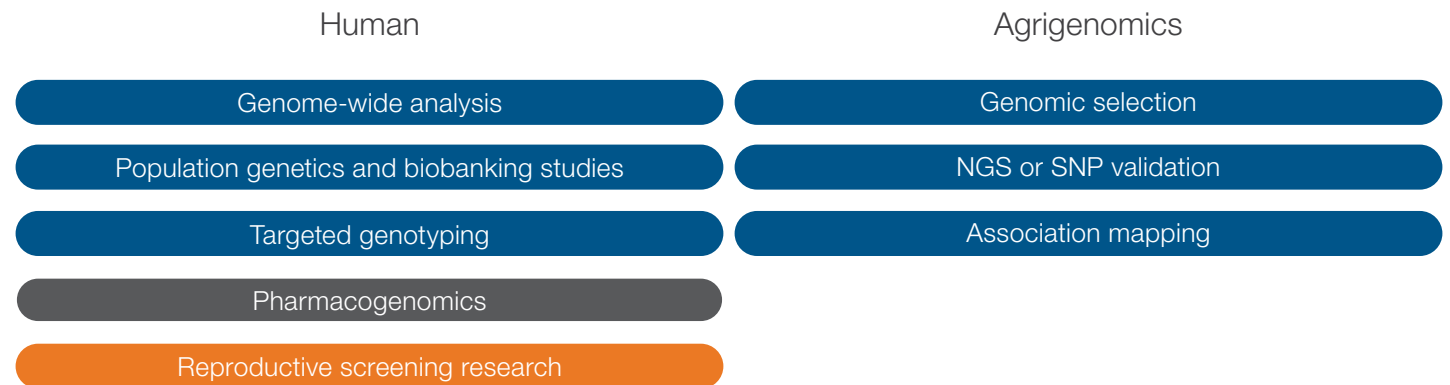 Human
Genome-wide analysis
Population genetics and biobanking studies
Targeted genotyping
Pharmacogenomics
Reproductive screening research
Agrigenomics
Genomic selection
NGS or SNP validation
Association mapping